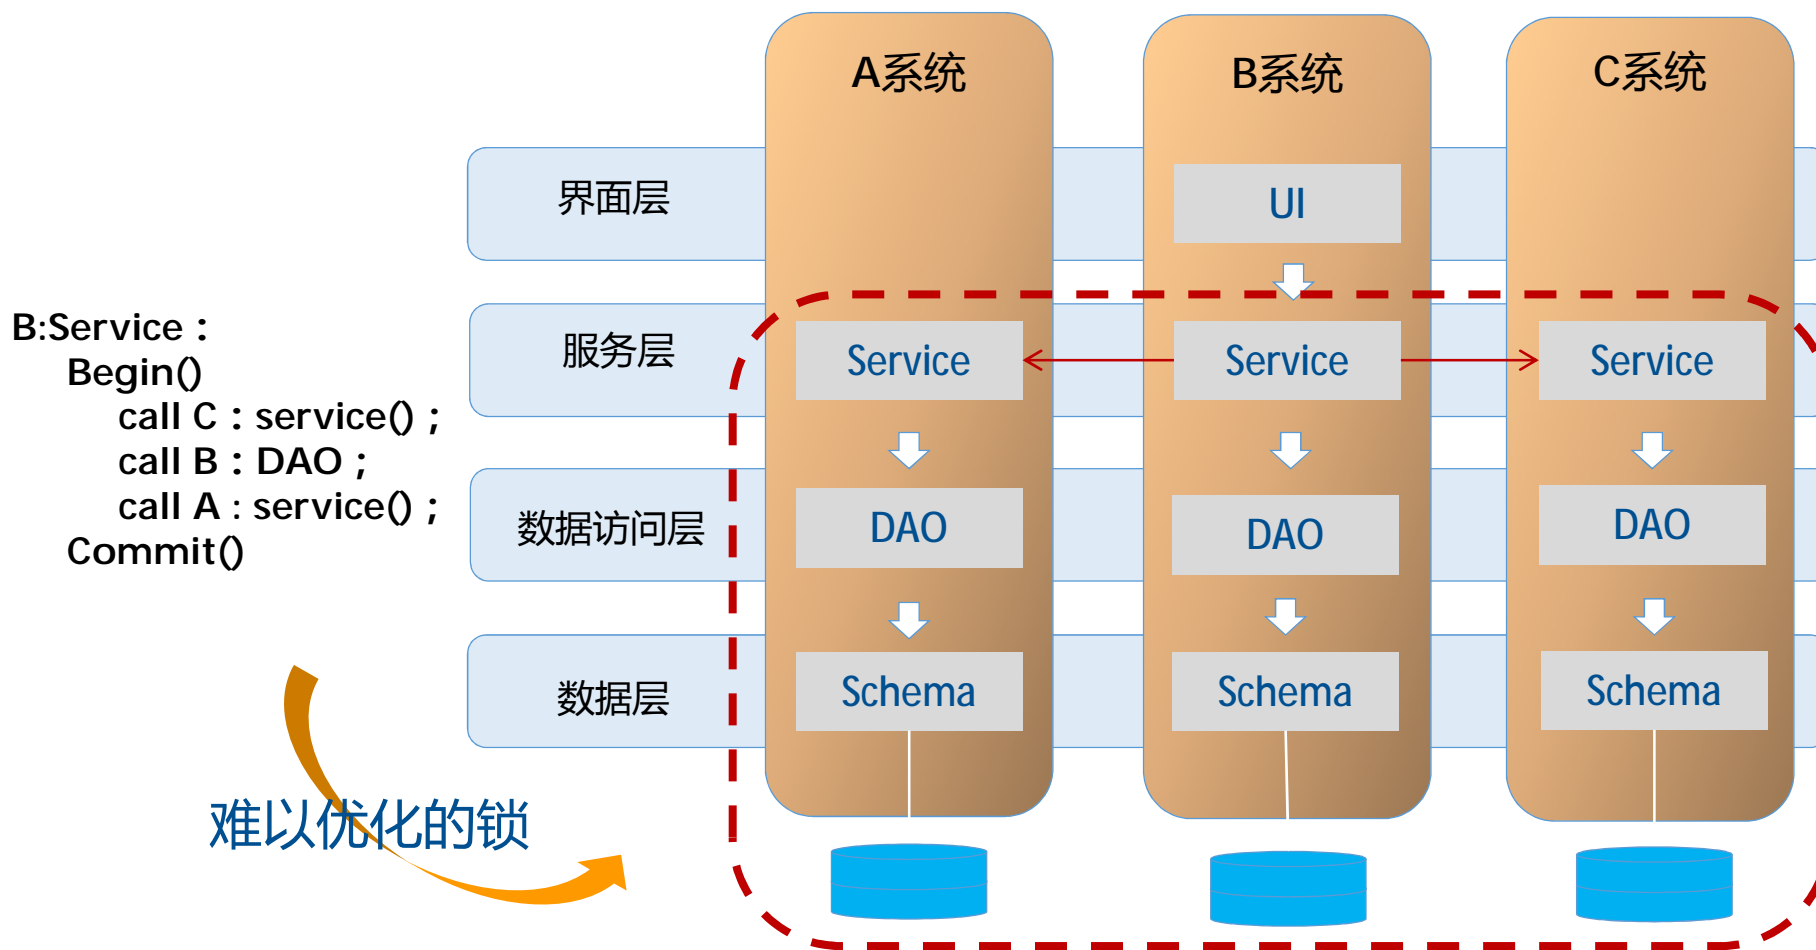 A系统
B系统
C系统
界面层
UI
B:Service：
Begin()
call C：service()；
call B：DAO；
call A：service()；
Commit()
服务层
Service
Service
Service
数据访问层
DAO
DAO
DAO
数据层
Schema
Schema
Schema
难以优化的锁